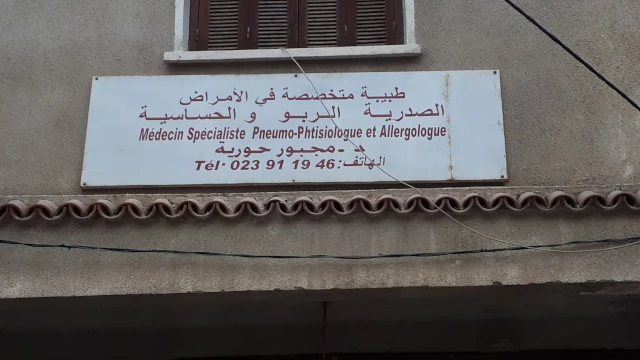 طبيبة متخصصة في الأمراض
الصدرية الربو و الحساسية
Médecin Spécialiste Pneumo-Phtisiologue et Allergologue
د - مجبور حورية
الهاتف: Tél· 023 91 19 46